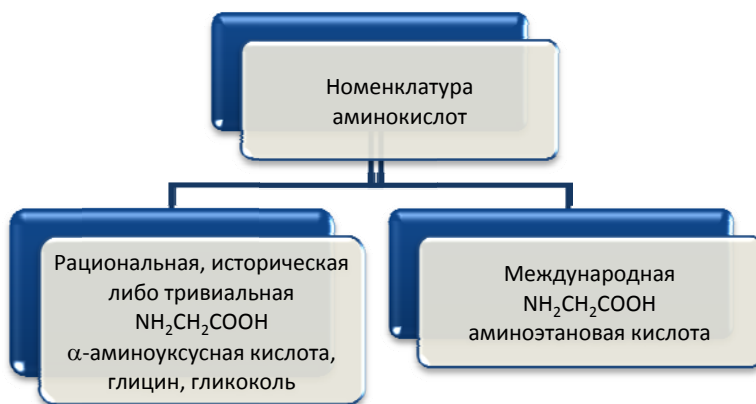 Номенклатура
аминокислот
Рациональная, историческая
либо тривиальная
NH₂CH₂COOH
α-аминоуксусная кислота,
глицин, гликоколь
Международная
NH₂CH₂COOH
аминоэтановая кислота